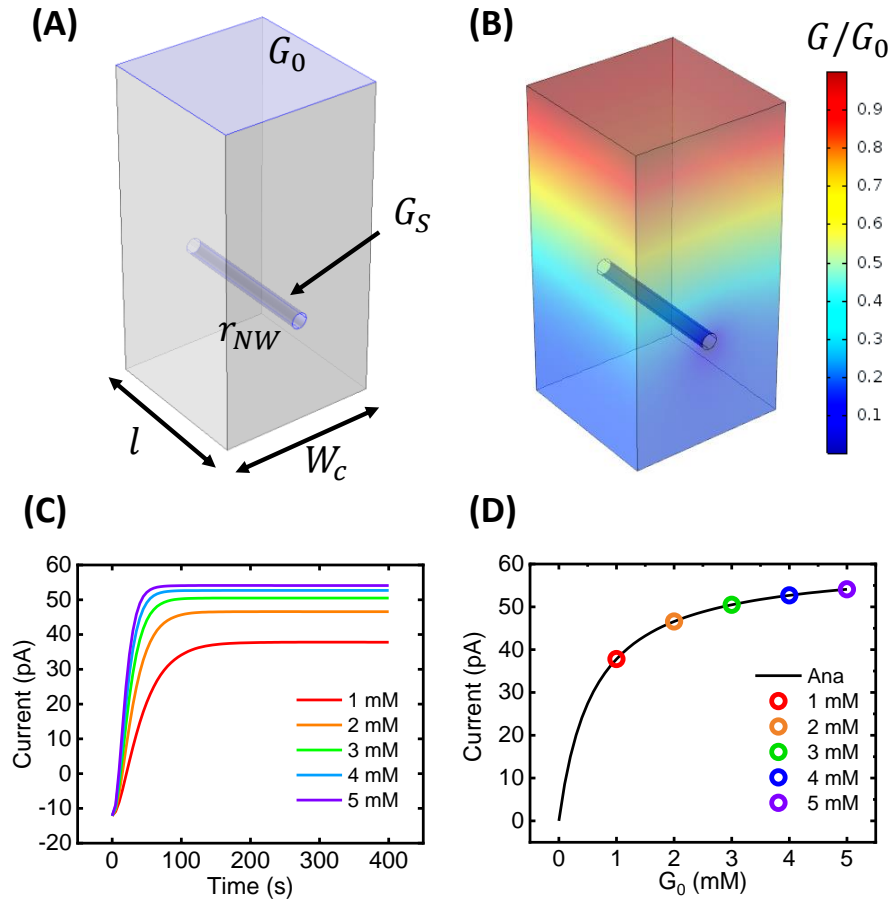 (A)
G₀
G_S
r_NW
l
W_c
(B)
G/G₀
0.9
0.8
0.7
0.6
0.5
0.4
0.3
0.2
0.1
(C)
60
50
40
30
20
10
0
-10
-20
Current (pA)
1 mM
2 mM
3 mM
4 mM
5 mM
0 100 200 300 400
Time (s)
(D)
60
50
40
30
20
10
0
Current (pA)
Ana
1 mM
2 mM
3 mM
4 mM
5 mM
0 1 2 3 4 5
G₀ (mM)